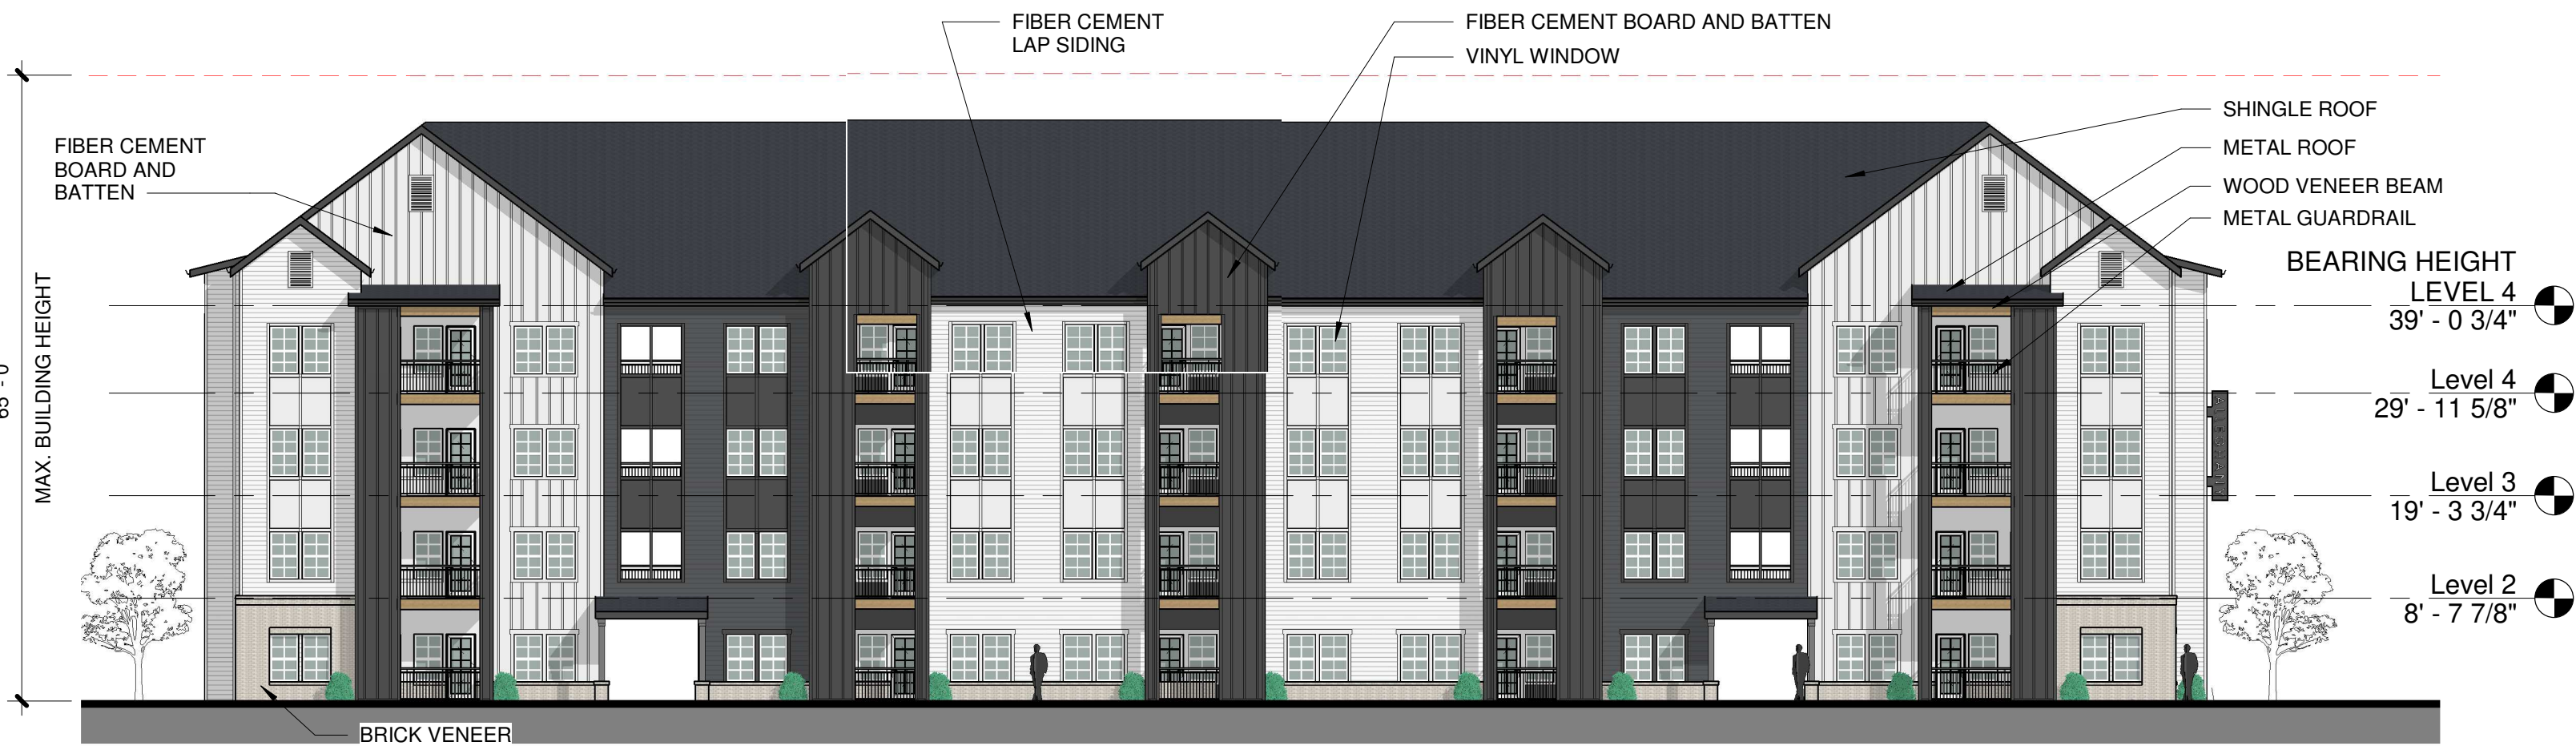 FIBER CEMENT
LAP SIDING
FIBER CEMENT BOARD AND BATTEN
VINYL WINDOW
SHINGLE ROOF
METAL ROOF
WOOD VENEER BEAM
METAL GUARDRAIL
FIBER CEMENT
BOARD AND
BATTEN
MAX. BUILDING HEIGHT
BEARING HEIGHT
LEVEL 4
39' - 0 3/4"
Level 4
29' - 11 5/8"
Level 3
19' - 3 3/4"
Level 2
8' - 7 7/8"
ALLEGHANY
BRICK VENEER